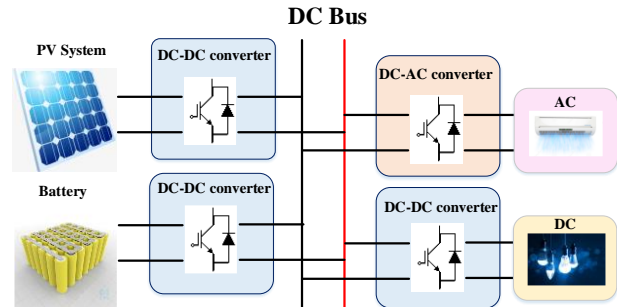 DC Bus
PV System
DC-DC converter
DC-AC converter
AC
Battery
DC-DC converter
DC-DC converter
DC